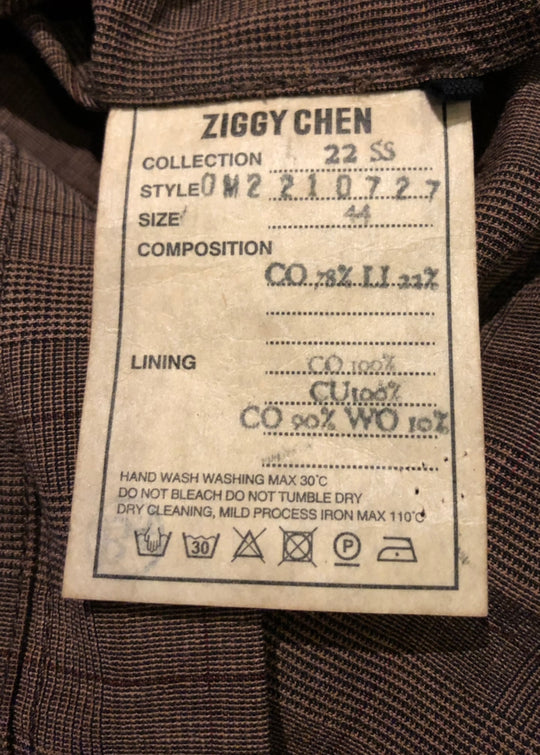 ZIGGY CHEN
COLLECTION 22 SS
STYLE 0M2 210727
SIZE 44
COMPOSITION
CO 78% LI 22%
LINING CO 100%
CU 100%
CO 90% WO 10%
HAND WASH WASHING MAX 30°C
DO NOT BLEACH DO NOT TUMBLE DRY
DRY CLEANING, MILD PROCESS IRON MAX 110°C
30 P